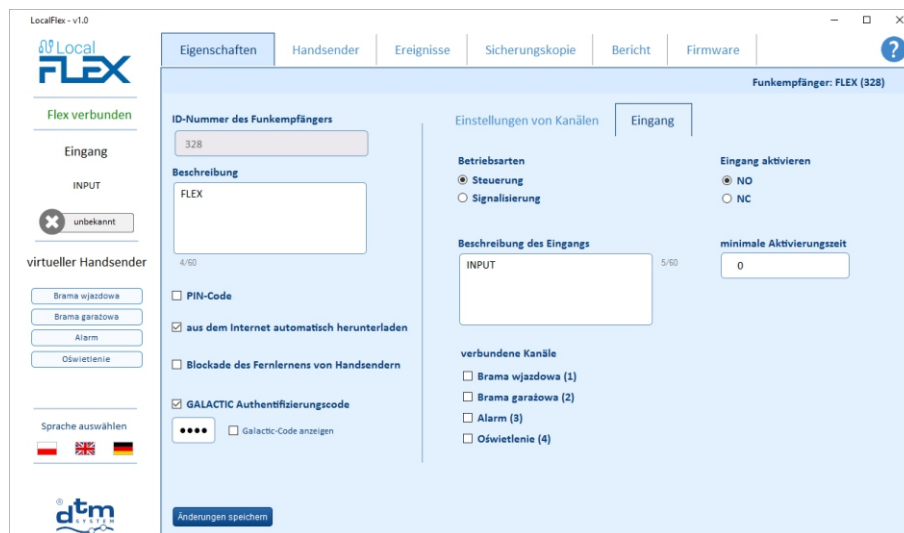 LocalFlex - v1.0
Local
FLEX
Eigenschaften
Handsender
Ereignisse
Sicherungskopie
Bericht
Firmware
?
Funkempfänger: FLEX (328)
Flex verbunden
Eingang
INPUT
unbekannt
virtueller Handsender
Brama wjazdowa
Brama garażowa
Alarm
Oświetlenie
Sprache auswählen
® dtm
SYSTEM
ID-Nummer des Funkempfängers
328
Beschreibung
FLEX
4/60
PIN-Code
aus dem Internet automatisch herunterladen
Blockade des Fernlernens von Handsendern
GALACTIC Authentifizierungscode
●●●●
Galactic-Code anzeigen
Änderungen speichern
Einstellungen von Kanälen
Eingang
Betriebsarten
Steuerung
Signalisierung
Eingang aktivieren
NO
NC
Beschreibung des Eingangs
INPUT
5/60
minimale Aktivierungszeit
0
verbundene Kanäle
Brama wjazdowa (1)
Brama garażowa (2)
Alarm (3)
Oświetlenie (4)